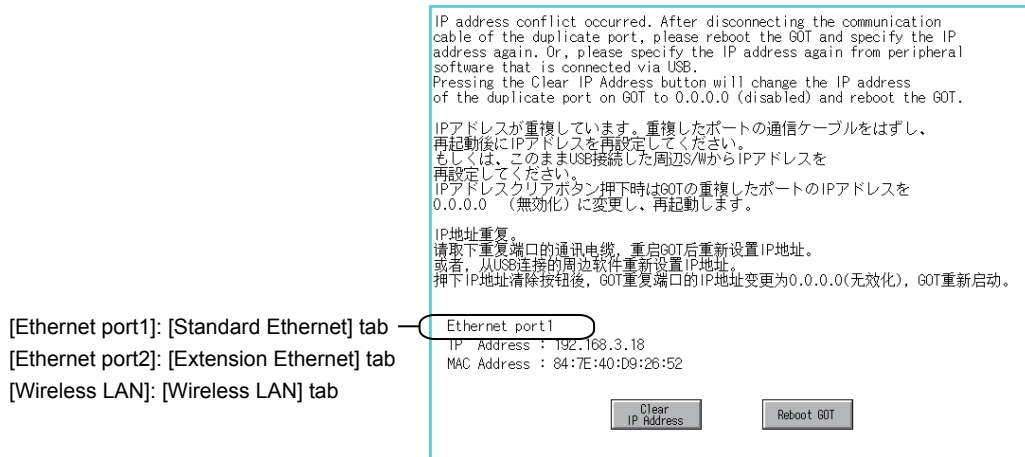 IP address conflict occurred. After disconnecting the communication
cable of the duplicate port, please reboot the GOT and specify the IP
address again. Or, please specify the IP address again from peripheral
software that is connected via USB.
Pressing the Clear IP Address button will change the IP address
of the duplicate port on GOT to 0.0.0.0 (disabled) and reboot the GOT.
IPアドレスが重複しています。重複したポートの通信ケーブルをはずし、
再起動後にIPアドレスを再設定してください。
もしくは、このままUSB接続した周辺S/WからIPアドレスを
再設定してください。
IPアドレスクリアボタン押下時はGOTの重複したポートのIPアドレスを
0.0.0.0 （無効化）に変更し、再起動します。
IP地址重复。
请取下重复端口的通讯电缆，重启GOT后重新设置IP地址。
或者，从USB连接的周边软件重新设置IP地址。
押下IP地址清除按钮後，GOT重复端口的IP地址变更为0.0.0.0(无效化)，GOT重新启动。
[Ethernet port1]: [Standard Ethernet] tab
Ethernet port1
IP Address : 192.168.3.18
[Ethernet port2]: [Extension Ethernet] tab
MAC Address : 84:7E:40:D9:26:52
[Wireless LAN]: [Wireless LAN] tab
Clear
IP Address
Reboot GOT